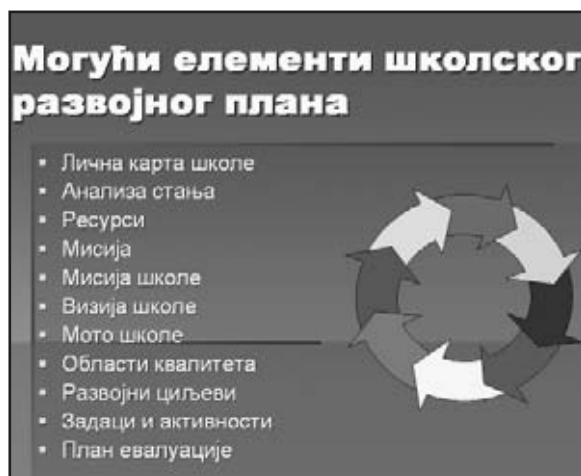 Могући елементи школског
развојног плана
▪ Лична карта школе
▪ Анализа стања
▪ Ресурси
▪ Мисија
▪ Мисија школе
▪ Визија школе
▪ Мото школе
▪ Области квалитета
▪ Развојни циљеви
▪ Задаци и активности
▪ План евалуације